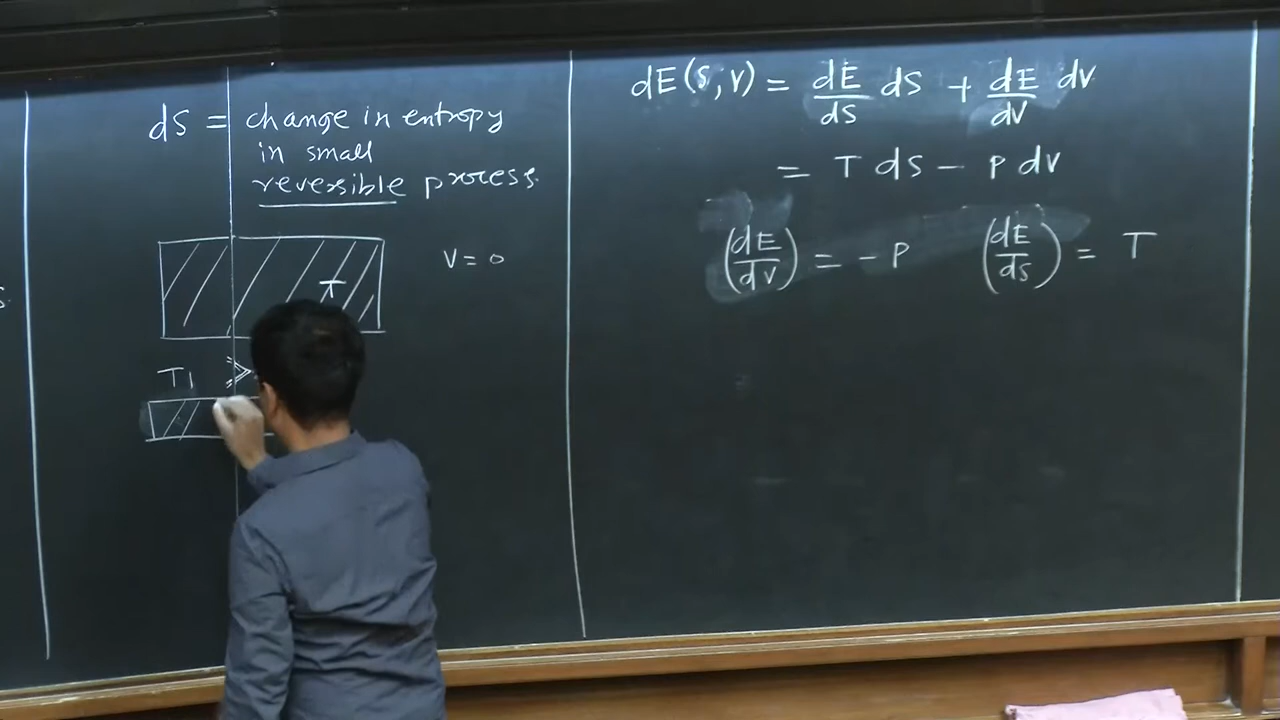 dS = change in entropy
in small
reversible process.
V = 0
T
T1 >>
dE(S,V) = dE/dS dS + dE/dV dV
= T dS - P dV
(dE/dV) = - P (dE/dS) = T